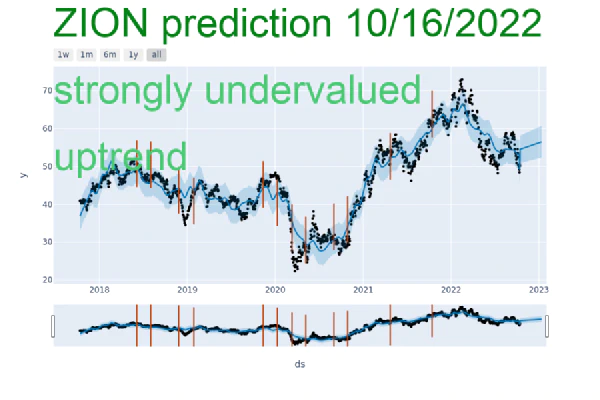 ZION prediction 10/16/2022
1w 1m 6m 1y all
strongly undervalued
uptrend
70
60
50
40
30
20
y
2018 2019 2020 2021 2022 2023
ds